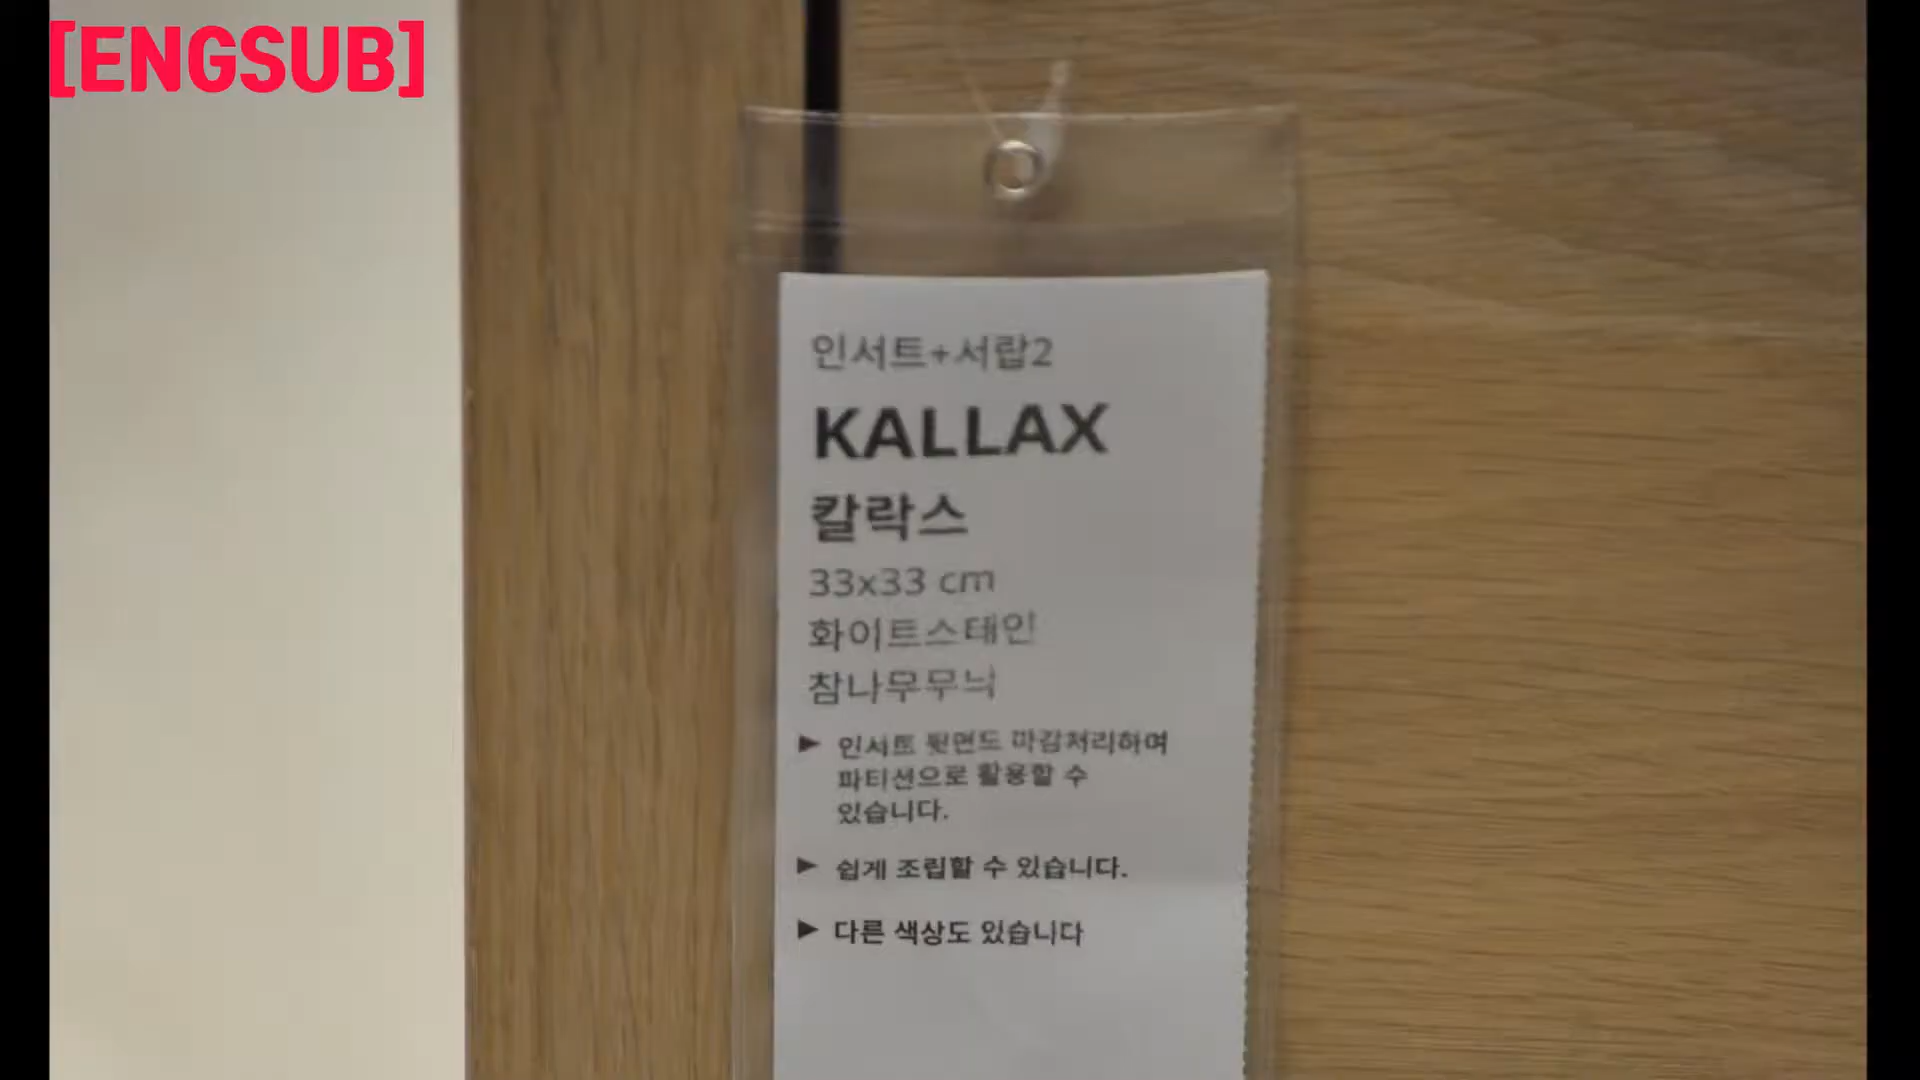 [ENGSUB]
인서트+서랍2
KALLAX
칼락스
33x33 cm
화이트스테인
참나무무늬
▶ 인서트 뒷면도 마감처리하여
파티션으로 활용할 수
있습니다.
▶ 쉽게 조립할 수 있습니다.
▶ 다른 색상도 있습니다